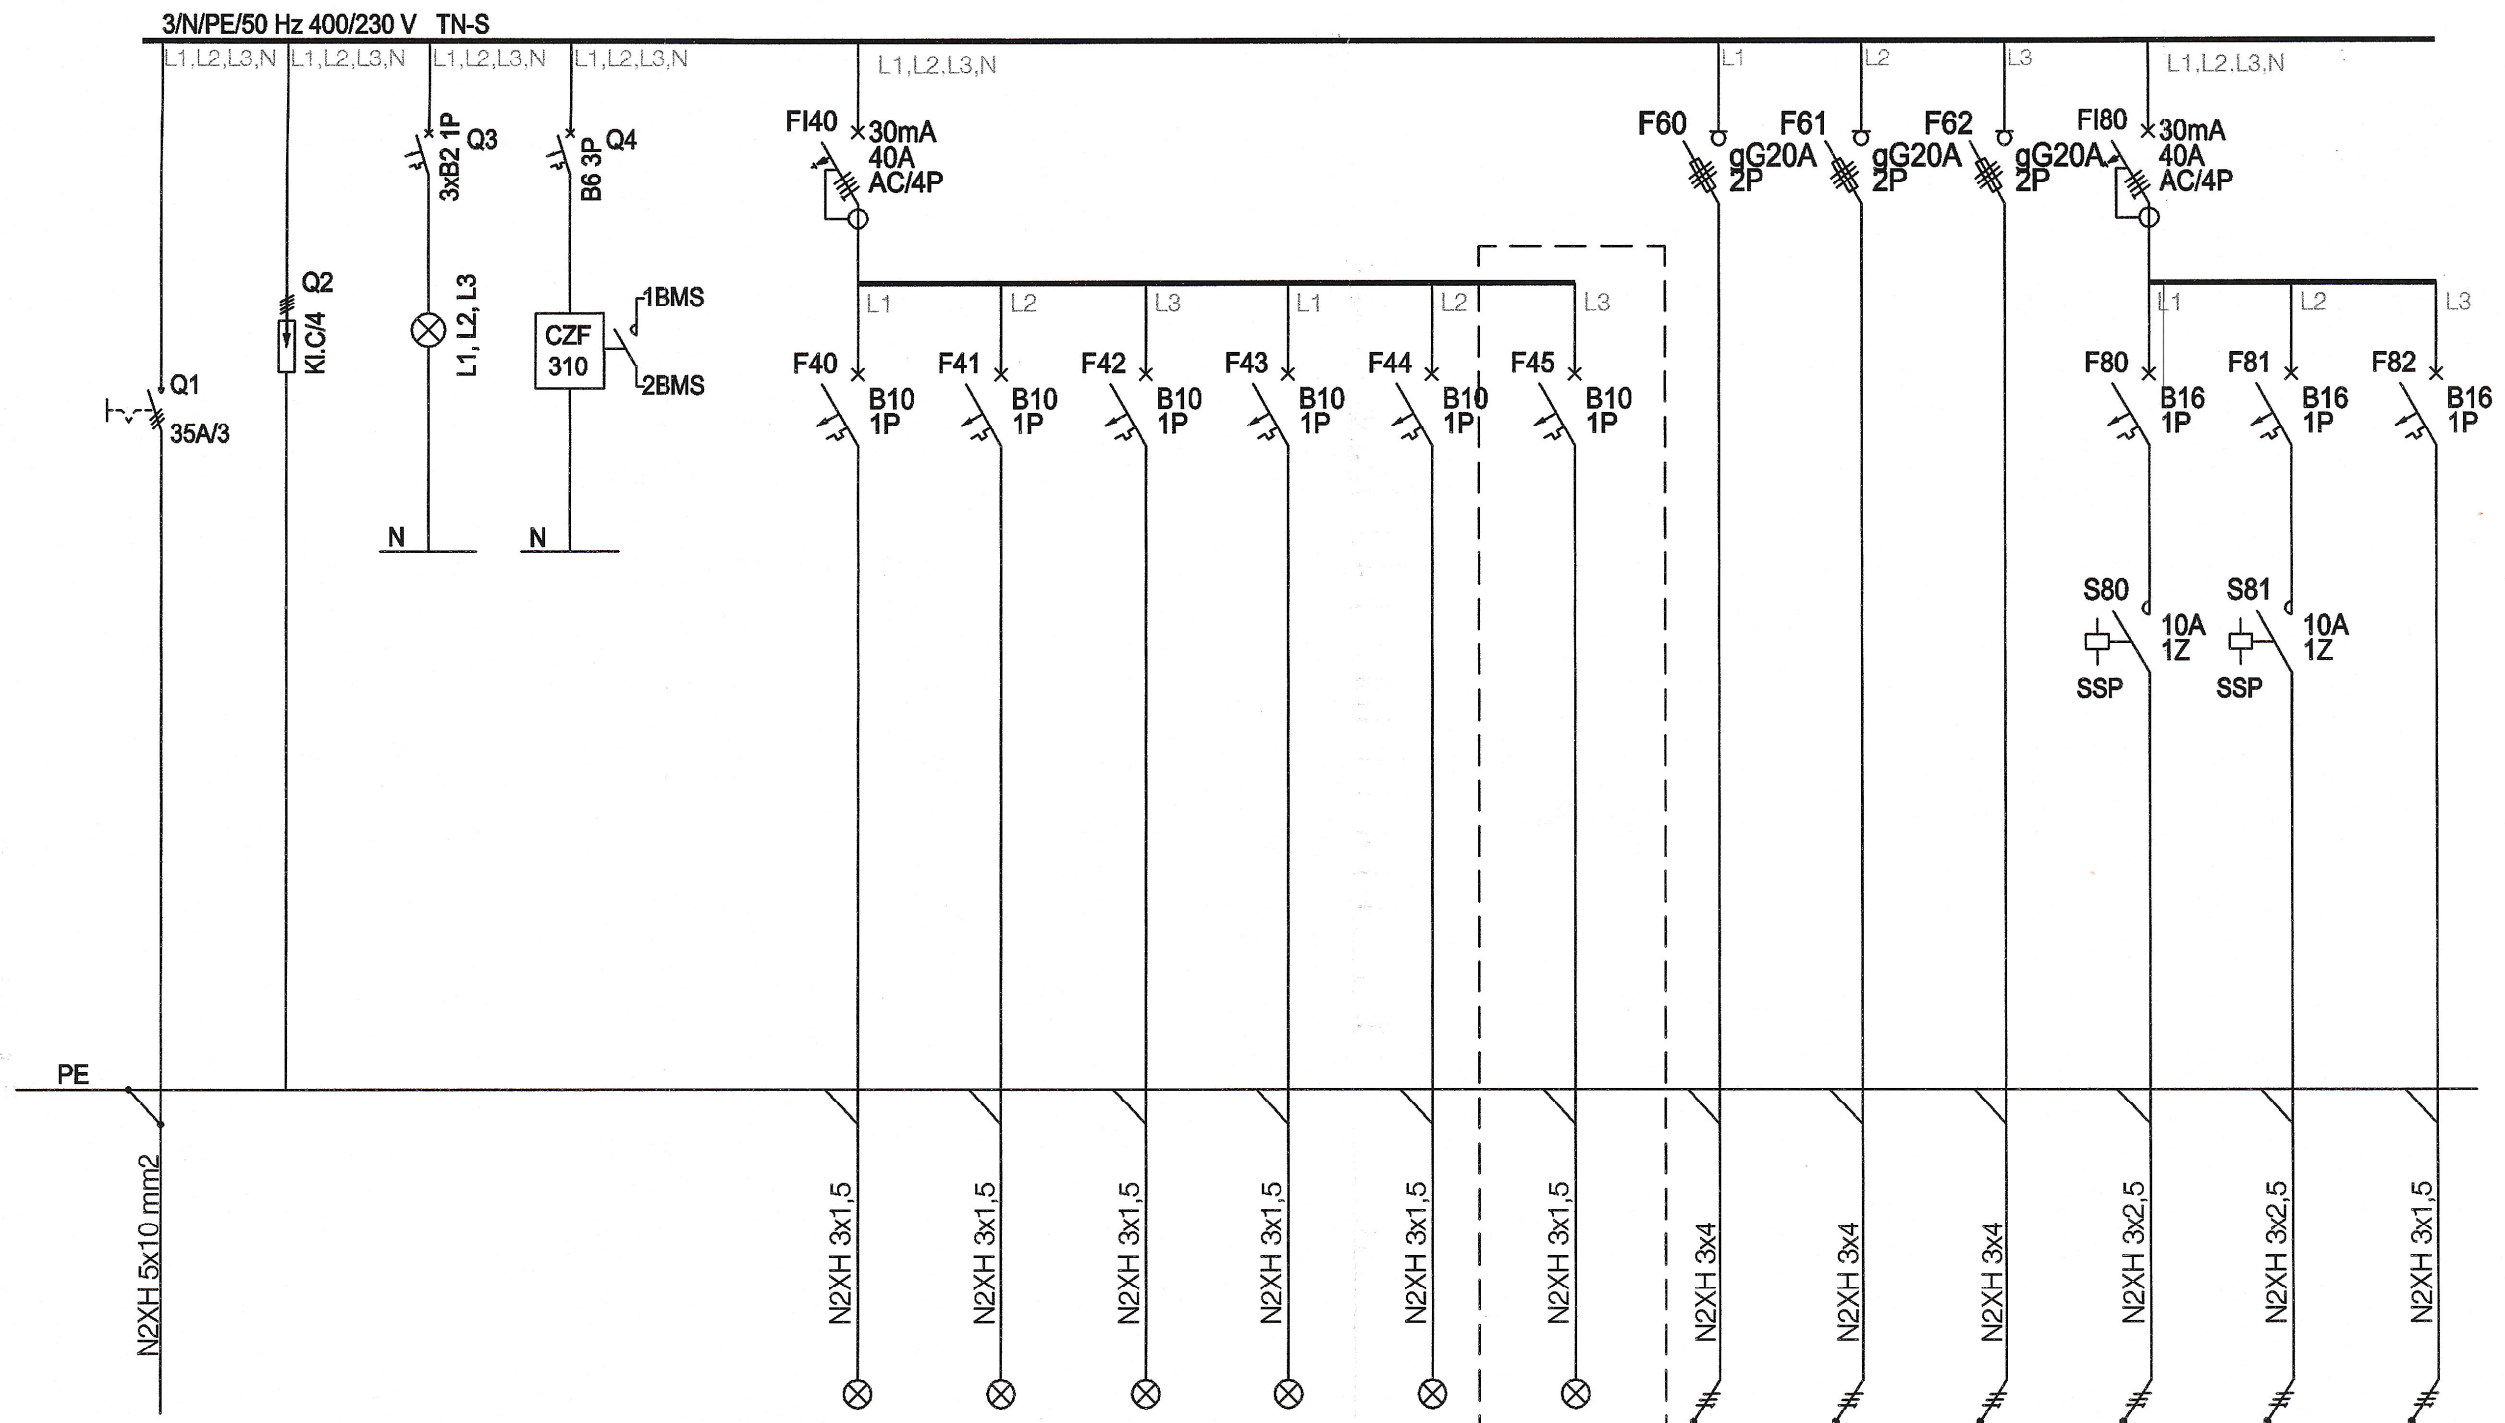 3/N/PE/50 Hz 400/230 V TN-S
L1,L2,L3,N
L1,L2,L3,N
L1,L2,L3,N
L1,L2,L3,N
L1,L2,L3,N
L1
L2
L3
L1,L2.L3,N
Q1
35A/3
Q2
Kl.C/4
Q3
3xB2 1P
L1, L2, L3
N
Q4
B6 3P
CZF
310
1BMS
2BMS
N
FI40
30mA
40A
AC/4P
L1
L2
L3
L1
L2
L3
F40
B10
1P
F41
B10
1P
F42
B10
1P
F43
B10
1P
F44
B10
1P
F45
B10
1P
F60
gG20A
2P
F61
gG20A
2P
F62
gG20A
2P
FI80
30mA
40A
AC/4P
L1
L2
L3
F80
B16
1P
F81
B16
1P
F82
B16
1P
S80
10A
1Z
SSP
S81
10A
1Z
SSP
PE
N2XH 5x10 mm2
N2XH 3x1,5
N2XH 3x1,5
N2XH 3x1,5
N2XH 3x1,5
N2XH 3x1,5
N2XH 3x1,5
N2XH 3x4
N2XH 3x4
N2XH 3x4
N2XH 3x2,5
N2XH 3x2,5
N2XH 3x1,5